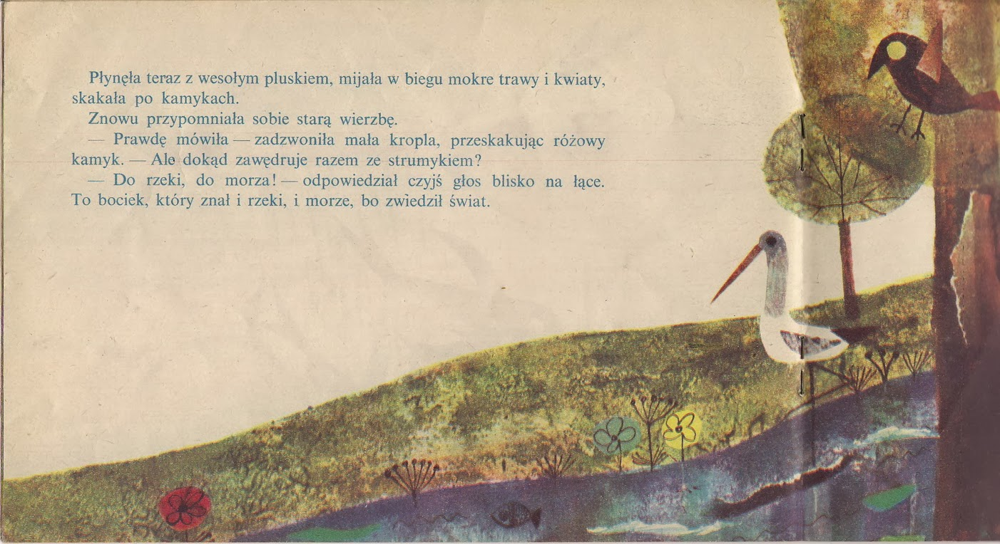 Płynęła teraz z wesołym pluskiem, mijała w biegu mokre trawy i kwiaty,
skakała po kamykach.
Znowu przypomniała sobie starą wierzbę.
— Prawdę mówiła — zadzwoniła mała kropla, przeskakując różowy
kamyk. — Ale dokąd zawędruje razem ze strumykiem?
— Do rzeki, do morza! — odpowiedział czyjś głos blisko na łące.
To bociek, który znał i rzeki, i morze, bo zwiedził świat.